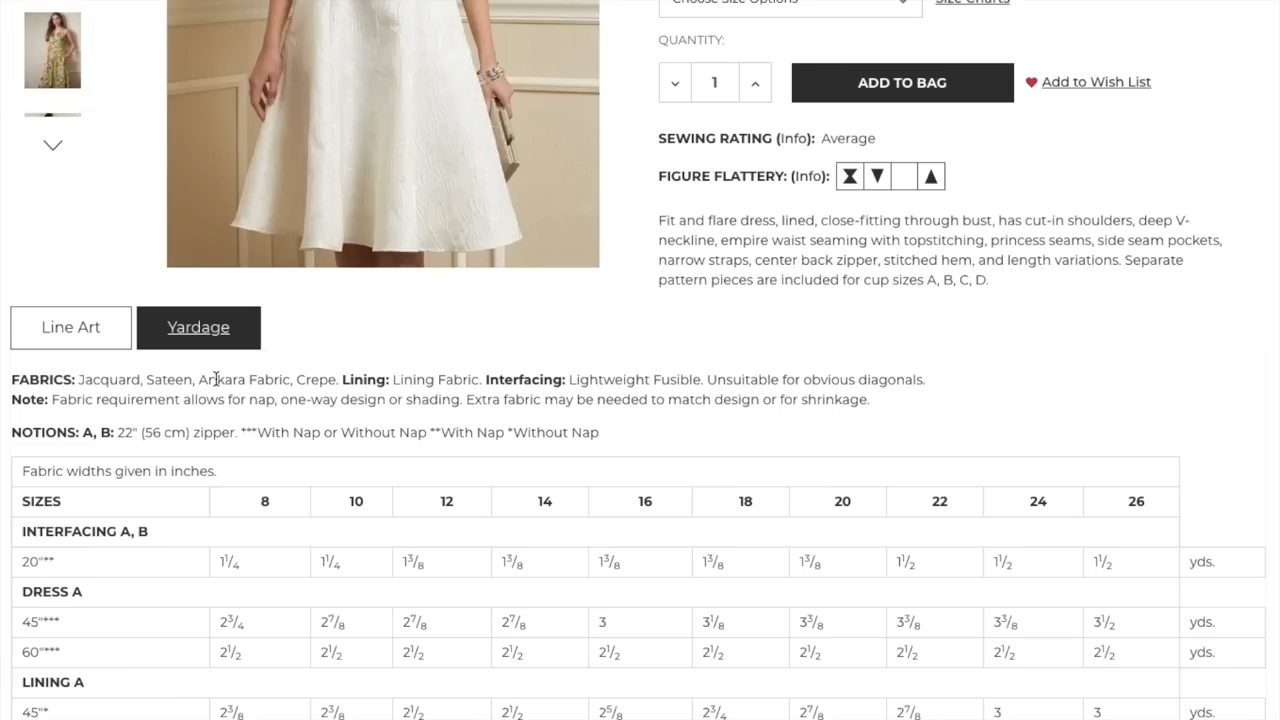 Choose Size Options
Size Charts
QUANTITY:
1
ADD TO BAG
Add to Wish List
SEWING RATING (Info): Average
FIGURE FLATTERY: (Info):
Fit and flare dress, lined, close-fitting through bust, has cut-in shoulders, deep V-
neckline, empire waist seaming with topstitching, princess seams, side seam pockets,
narrow straps, center back zipper, stitched hem, and length variations. Separate
pattern pieces are included for cup sizes A, B, C, D.
Line Art
Yardage
FABRICS: Jacquard, Sateen, Ankara Fabric, Crepe. Lining: Lining Fabric. Interfacing: Lightweight Fusible. Unsuitable for obvious diagonals.
Note: Fabric requirement allows for nap, one-way design or shading. Extra fabric may be needed to match design or for shrinkage.
NOTIONS: A, B: 22" (56 cm) zipper. ***With Nap or Without Nap **With Nap *Without Nap
Fabric widths given in inches.
SIZES 8 10 12 14 16 18 20 22 24 26
INTERFACING A, B
20"** 1 1/4 1 1/4 1 3/8 1 3/8 1 3/8 1 3/8 1 3/8 1 1/2 1 1/2 1 1/2 yds.
DRESS A
45"*** 2 3/4 2 7/8 2 7/8 2 7/8 3 3 1/8 3 3/8 3 3/8 3 3/8 3 1/2 yds.
60"*** 2 1/2 2 1/2 2 1/2 2 1/2 2 1/2 2 1/2 2 1/2 2 1/2 2 1/2 2 1/2 yds.
LINING A
45"* 2 3/8 2 3/8 2 1/2 2 1/2 2 5/8 2 3/4 2 7/8 2 7/8 3 3 yds.